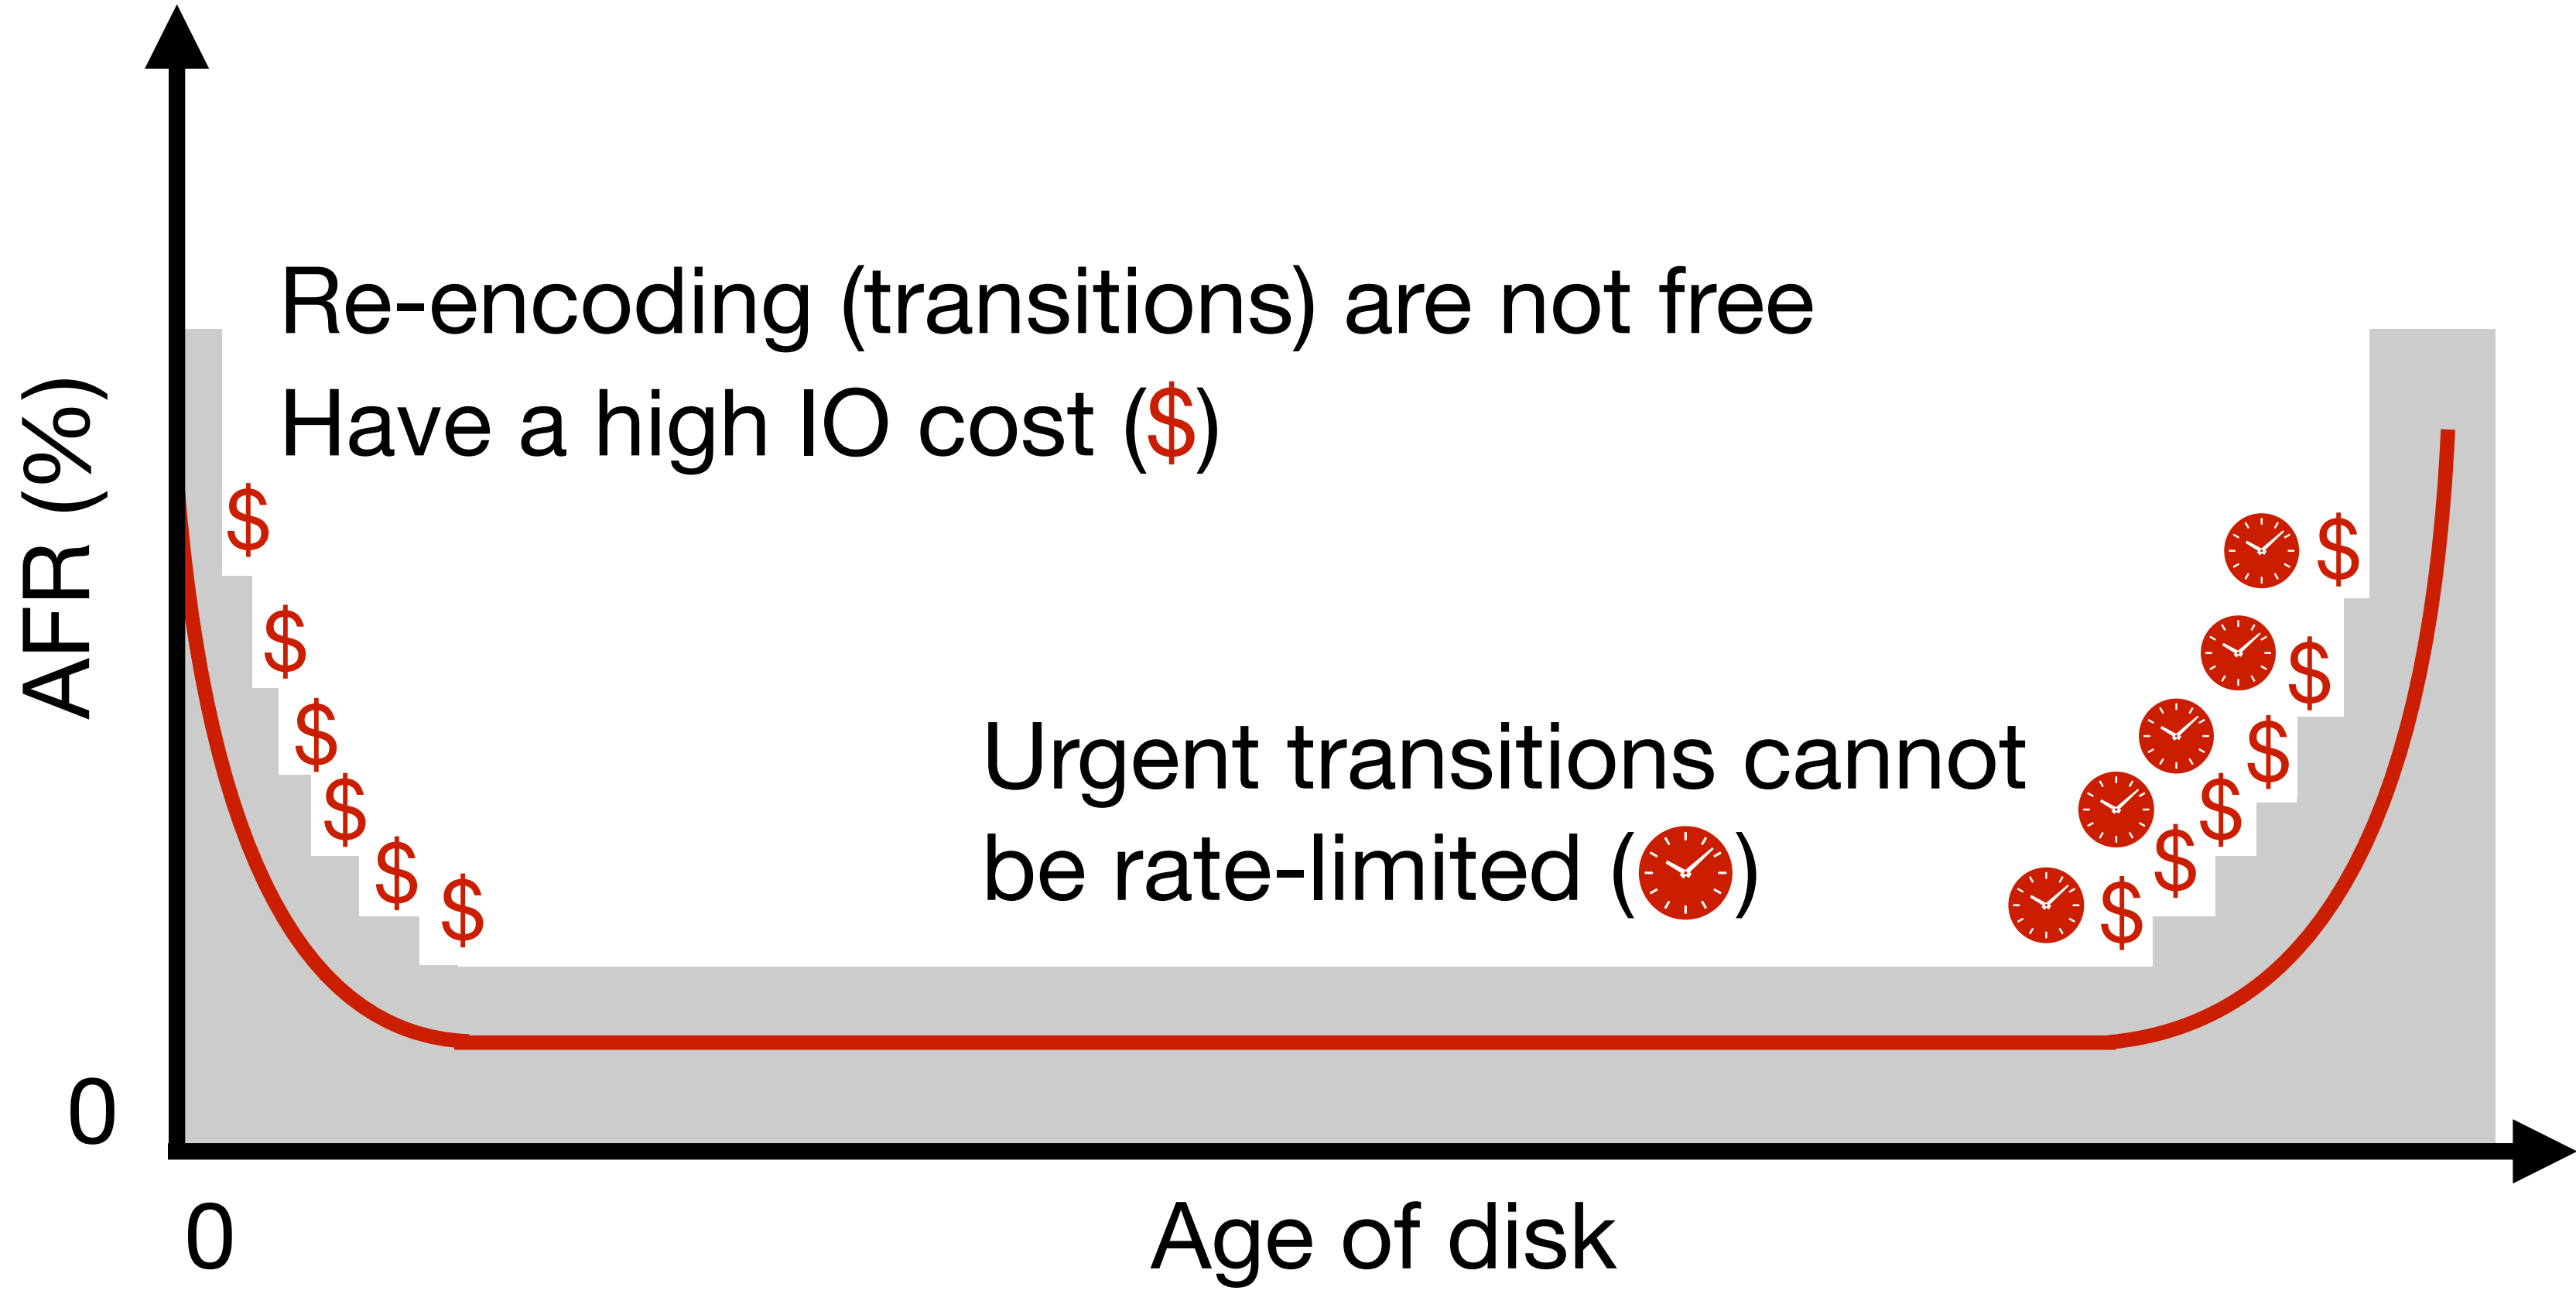 Re-encoding (transitions) are not free
Have a high IO cost ($)
AFR (%)
$
$
$
$
$
$
Urgent transitions cannot
be rate-limited ()
$
$
$
$
$
$
0
0
Age of disk